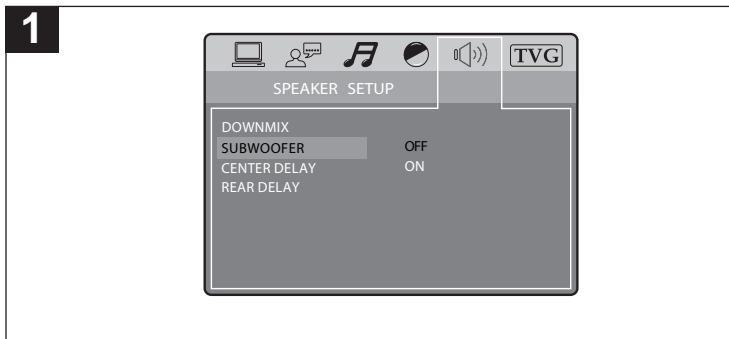 1
TVG
SPEAKER SETUP
DOWNMIX
SUBWOOFER OFF
CENTER DELAY ON
REAR DELAY